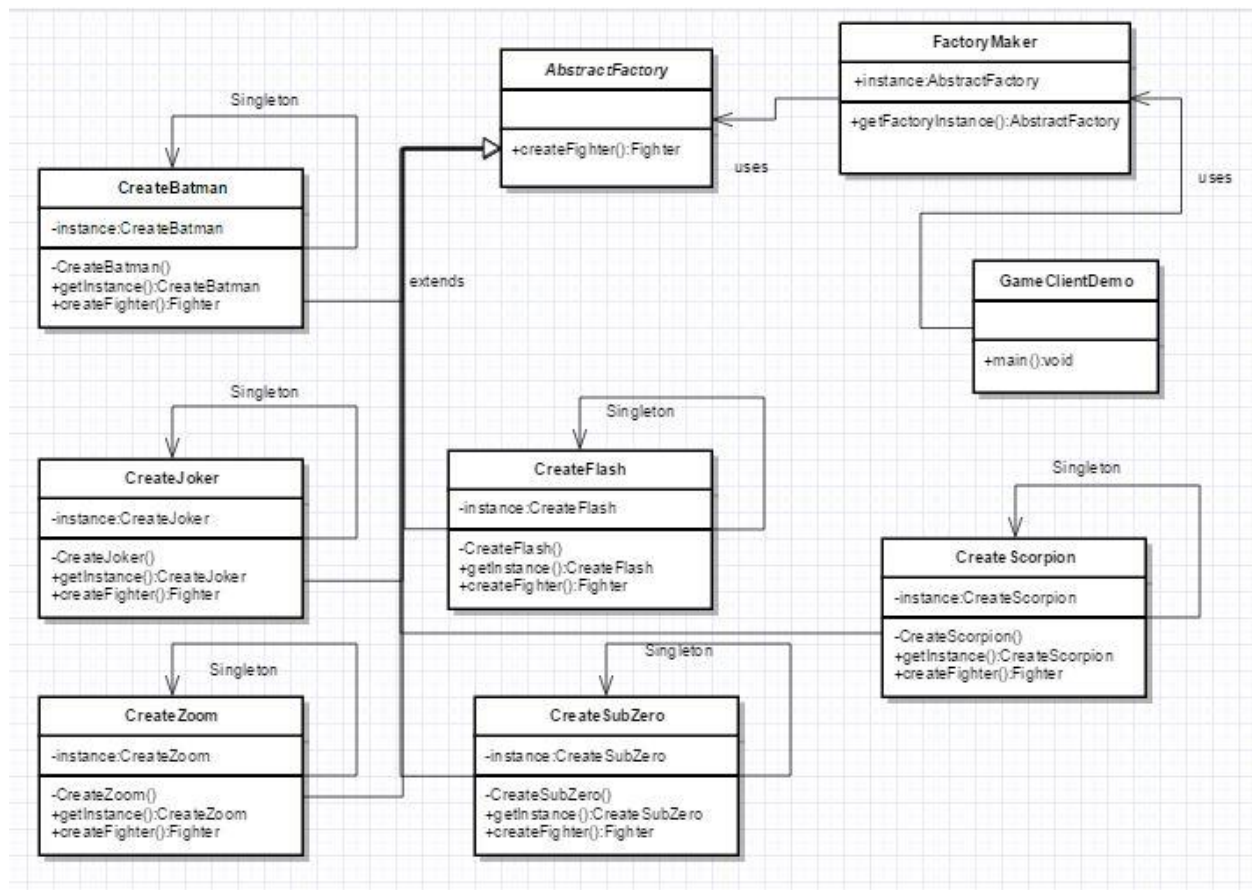 AbstractFactory
+createFighter():Fighter
FactoryMaker
+instance:AbstractFactory
+getFactoryInstance():AbstractFactory
uses
uses
GameClientDemo
+main():void
Singleton
CreateBatman
-instance:CreateBatman
-CreateBatman()
+getInstance():CreateBatman
+createFighter():Fighter
extends
Singleton
CreateJoker
-instance:CreateJoker
-CreateJoker()
+getInstance():CreateJoker
+createFighter():Fighter
Singleton
CreateFlash
-instance:CreateFlash
-CreateFlash()
+getInstance():CreateFlash
+createFighter():Fighter
Singleton
CreateScorpion
-instance:CreateScorpion
-CreateScorpion()
+getInstance():CreateScorpion
+createFighter():Fighter
Singleton
CreateZoom
-instance:CreateZoom
-CreateZoom()
+getInstance():CreateZoom
+createFighter():Fighter
Singleton
CreateSubZero
-instance:CreateSubZero
-CreateSubZero()
+getInstance():CreateSubZero
+createFighter():Fighter